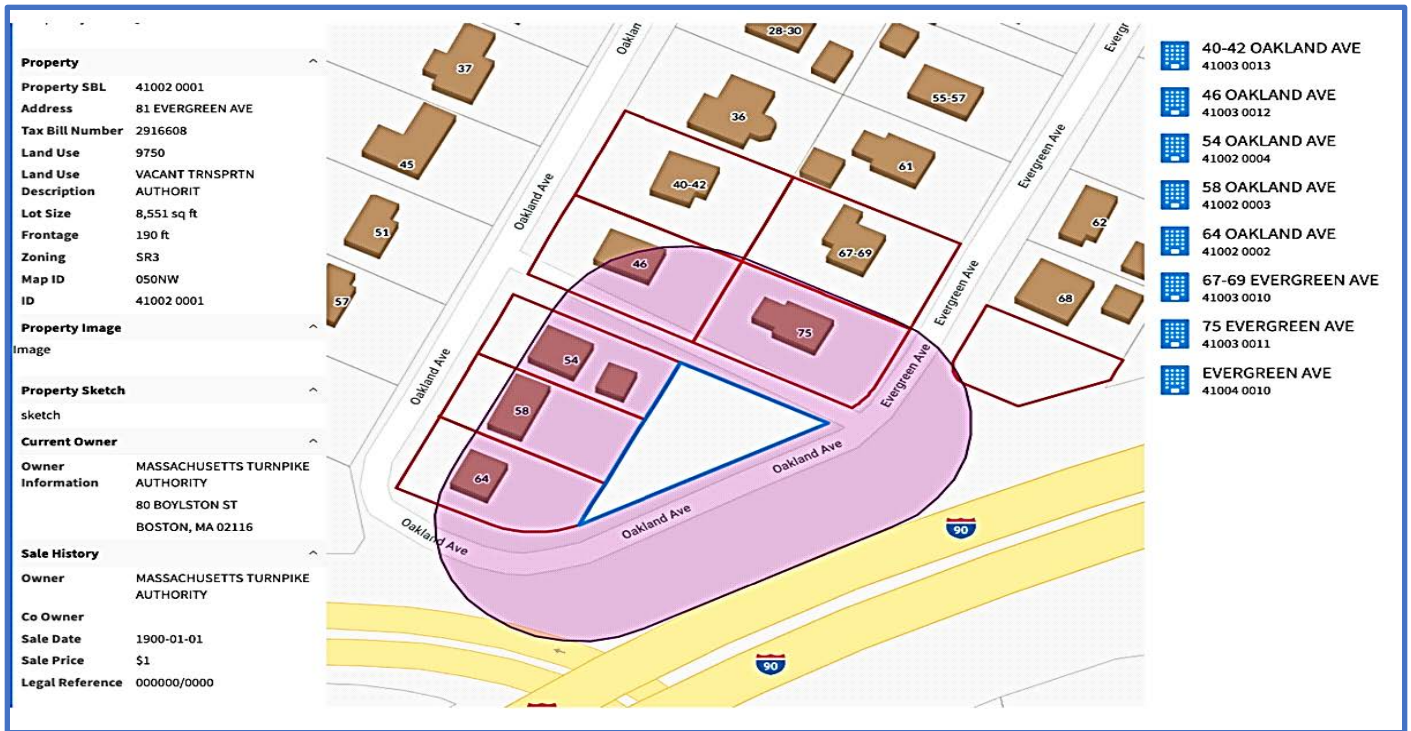 Property
Property SBL 41002 0001
Address 81 EVERGREEN AVE
Tax Bill Number 2916608
Land Use 9750
Land Use VACANT TRNSPRTN
Description AUTHORIT
Lot Size 8,551 sq ft
Frontage 190 ft
Zoning SR3
Map ID 050NW
ID 41002 0001
Property Image
Image
Property Sketch
sketch
Current Owner
Owner MASSACHUSETTS TURNPIKE
Information AUTHORITY
80 BOYLSTON ST
BOSTON, MA 02116
Sale History
Owner MASSACHUSETTS TURNPIKE
AUTHORITY
Co Owner
Sale Date 1900-01-01
Sale Price $1
Legal Reference 000000/0000
Oaklan
28-30
Everg
37
55-57
36
45
61
Evergreen Ave
40-42
Oakland Ave
62
51
67-69
46
Evergreen Ave
68
57
75
54
Oakland Ave
Evergreen Ave
58
Oakland Ave
64
Oakland Ave
Oakland Ave
90
90
40-42 OAKLAND AVE
41003 0013
46 OAKLAND AVE
41003 0012
54 OAKLAND AVE
41002 0004
58 OAKLAND AVE
41002 0003
64 OAKLAND AVE
41002 0002
67-69 EVERGREEN AVE
41003 0010
75 EVERGREEN AVE
41003 0011
EVERGREEN AVE
41004 0010